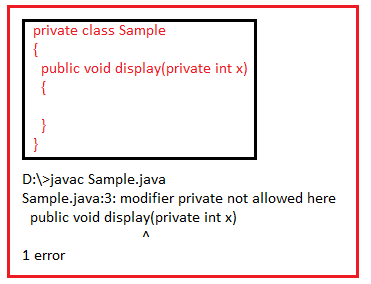 private class Sample
{
public void display(private int x)
{
}
}
D:\>javac Sample.java
Sample.java:3: modifier private not allowed here
public void display(private int x)
^
1 error